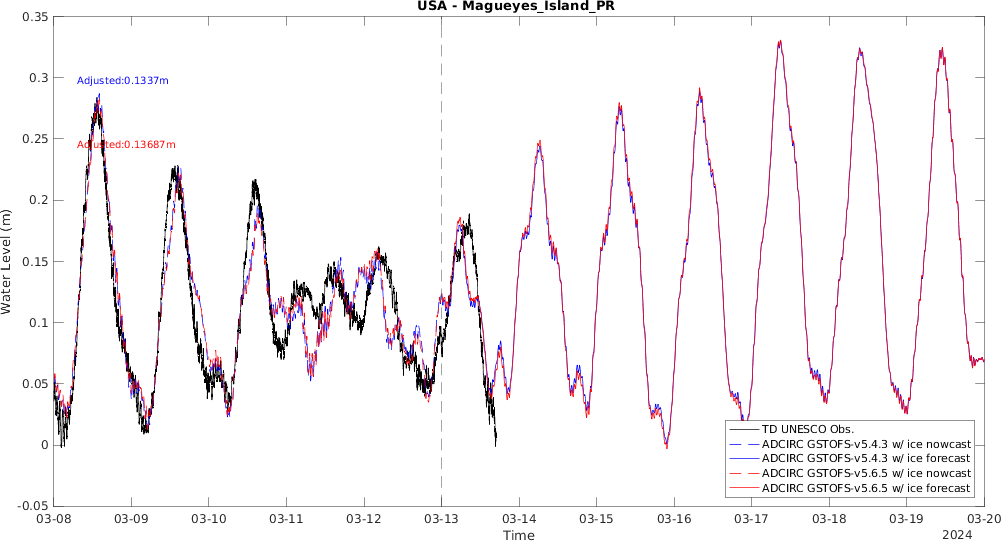 USA - Magueyes_Island_PR
0.35
0.3
0.25
0.2
0.15
0.1
0.05
0
-0.05
Water Level (m)
Adjusted:0.1337m
Adjusted:0.13687m
TD UNESCO Obs.
ADCIRC GSTOFS-v5.4.3 w/ ice nowcast
ADCIRC GSTOFS-v5.4.3 w/ ice forecast
ADCIRC GSTOFS-v5.6.5 w/ ice nowcast
ADCIRC GSTOFS-v5.6.5 w/ ice forecast
03-08 03-09 03-10 03-11 03-12 03-13 03-14 03-15 03-16 03-17 03-18 03-19 03-20
Time
2024